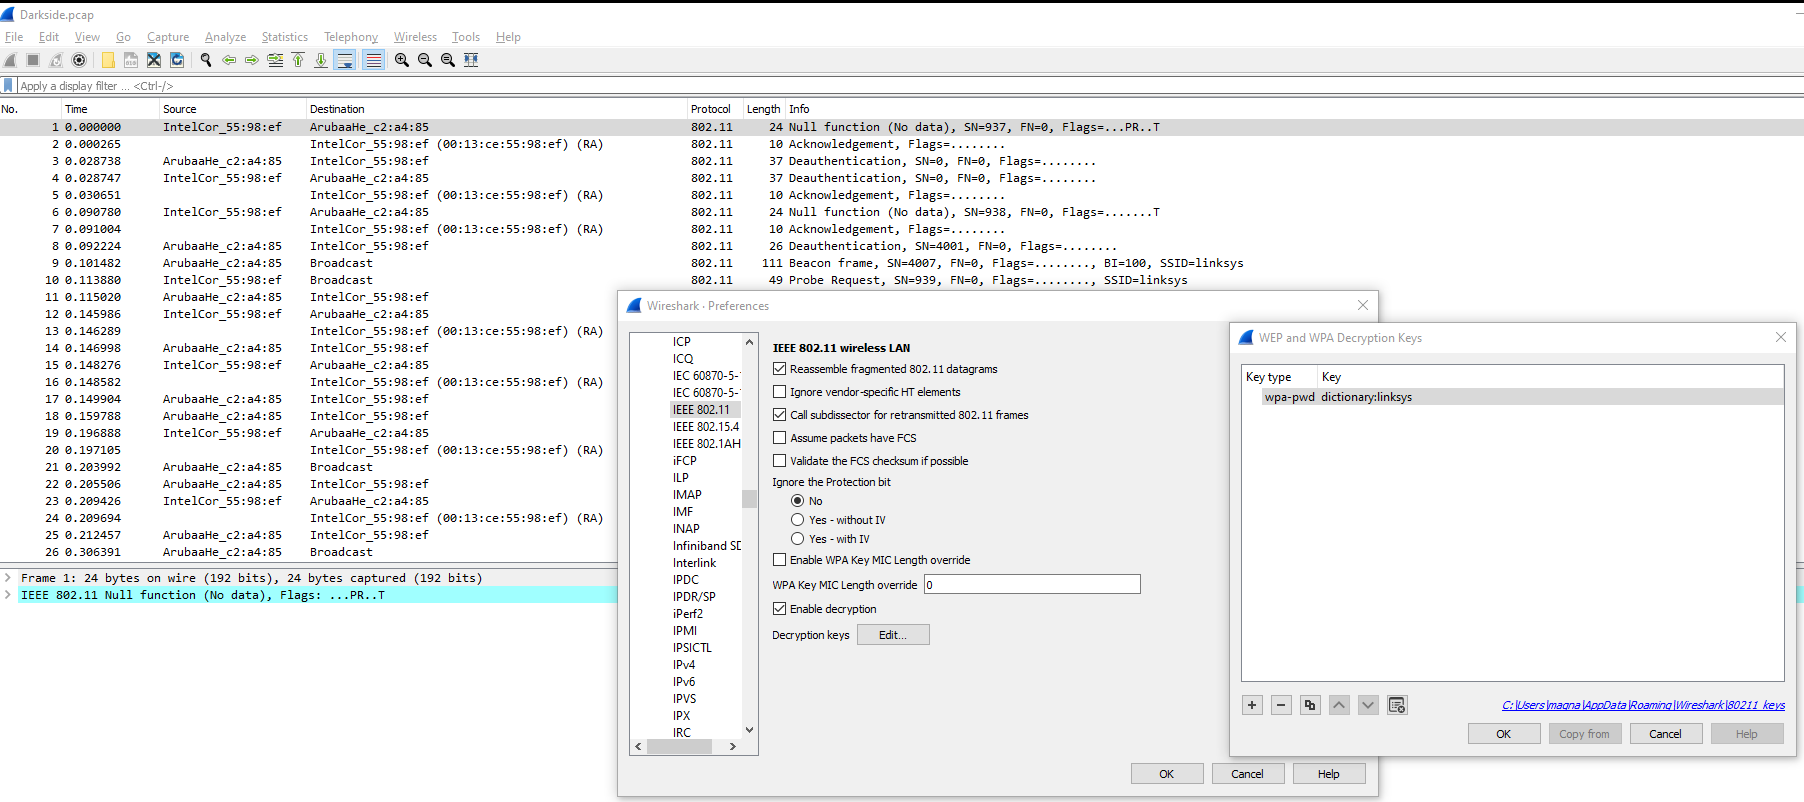 Darkside.pcap
File Edit View Go Capture Analyze Statistics Telephony Wireless Tools Help
Apply a display filter ... <Ctrl-/>
No. Time Source Destination Protocol Length Info
1 0.000000 IntelCor_55:98:ef ArubaaHe_c2:a4:85 802.11 24 Null function (No data), SN=937, FN=0, Flags=...PR..T
2 0.000265 IntelCor_55:98:ef (00:13:ce:55:98:ef) (RA) 802.11 10 Acknowledgement, Flags=........
3 0.028738 ArubaaHe_c2:a4:85 IntelCor_55:98:ef 802.11 37 Deauthentication, SN=0, FN=0, Flags=........
4 0.028747 IntelCor_55:98:ef ArubaaHe_c2:a4:85 802.11 37 Deauthentication, SN=0, FN=0, Flags=........
5 0.030651 IntelCor_55:98:ef (00:13:ce:55:98:ef) (RA) 802.11 10 Acknowledgement, Flags=........
6 0.090780 IntelCor_55:98:ef ArubaaHe_c2:a4:85 802.11 24 Null function (No data), SN=938, FN=0, Flags=.......T
7 0.091004 IntelCor_55:98:ef (00:13:ce:55:98:ef) (RA) 802.11 10 Acknowledgement, Flags=........
8 0.092224 ArubaaHe_c2:a4:85 IntelCor_55:98:ef 802.11 26 Deauthentication, SN=4001, FN=0, Flags=........
9 0.101482 ArubaaHe_c2:a4:85 Broadcast 802.11 111 Beacon frame, SN=4007, FN=0, Flags=........, BI=100, SSID=linksys
10 0.113880 IntelCor_55:98:ef Broadcast 802.11 49 Probe Request, SN=939, FN=0, Flags=........, SSID=linksys
11 0.115020 ArubaaHe_c2:a4:85 IntelCor_55:98:ef
12 0.145986 IntelCor_55:98:ef ArubaaHe_c2:a4:85
13 0.146289 IntelCor_55:98:ef (00:13:ce:55:98:ef) (RA)
14 0.146998 ArubaaHe_c2:a4:85 IntelCor_55:98:ef
15 0.148276 IntelCor_55:98:ef ArubaaHe_c2:a4:85
16 0.148582 IntelCor_55:98:ef (00:13:ce:55:98:ef) (RA)
17 0.149904 ArubaaHe_c2:a4:85 IntelCor_55:98:ef
18 0.159788 ArubaaHe_c2:a4:85 IntelCor_55:98:ef
19 0.196888 IntelCor_55:98:ef ArubaaHe_c2:a4:85
20 0.197105 IntelCor_55:98:ef (00:13:ce:55:98:ef) (RA)
21 0.203992 ArubaaHe_c2:a4:85 Broadcast
22 0.205506 ArubaaHe_c2:a4:85 IntelCor_55:98:ef
23 0.209426 IntelCor_55:98:ef ArubaaHe_c2:a4:85
24 0.209694 IntelCor_55:98:ef (00:13:ce:55:98:ef) (RA)
25 0.212457 ArubaaHe_c2:a4:85 IntelCor_55:98:ef
26 0.306391 ArubaaHe_c2:a4:85 Broadcast
Frame 1: 24 bytes on wire (192 bits), 24 bytes captured (192 bits)
IEEE 802.11 Null function (No data), Flags: ...PR..T
Wireshark · Preferences
ICP
ICQ
IEC 60870-5-1
IEC 60870-5-1
IEEE 802.11
IEEE 802.15.4
IEEE 802.1AH
iFCP
ILP
IMAP
IMF
INAP
Infiniband SD
Interlink
IPDC
IPDR/SP
iPerf2
IPMI
IPSICTL
IPv4
IPv6
IPVS
IPX
IRC
IEEE 802.11 wireless LAN
Reassemble fragmented 802.11 datagrams
Ignore vendor-specific HT elements
Call subdissector for retransmitted 802.11 frames
Assume packets have FCS
Validate the FCS checksum if possible
Ignore the Protection bit
No
Yes - without IV
Yes - with IV
Enable WPA Key MIC Length override
WPA Key MIC Length override 0
Enable decryption
Decryption keys Edit...
OK Cancel Help
WEP and WPA Decryption Keys
Key type Key
wpa-pwd dictionary:linksys
C:\Users\magna\AppData\Roaming\Wireshark\80211_keys
OK Copy from Cancel Help